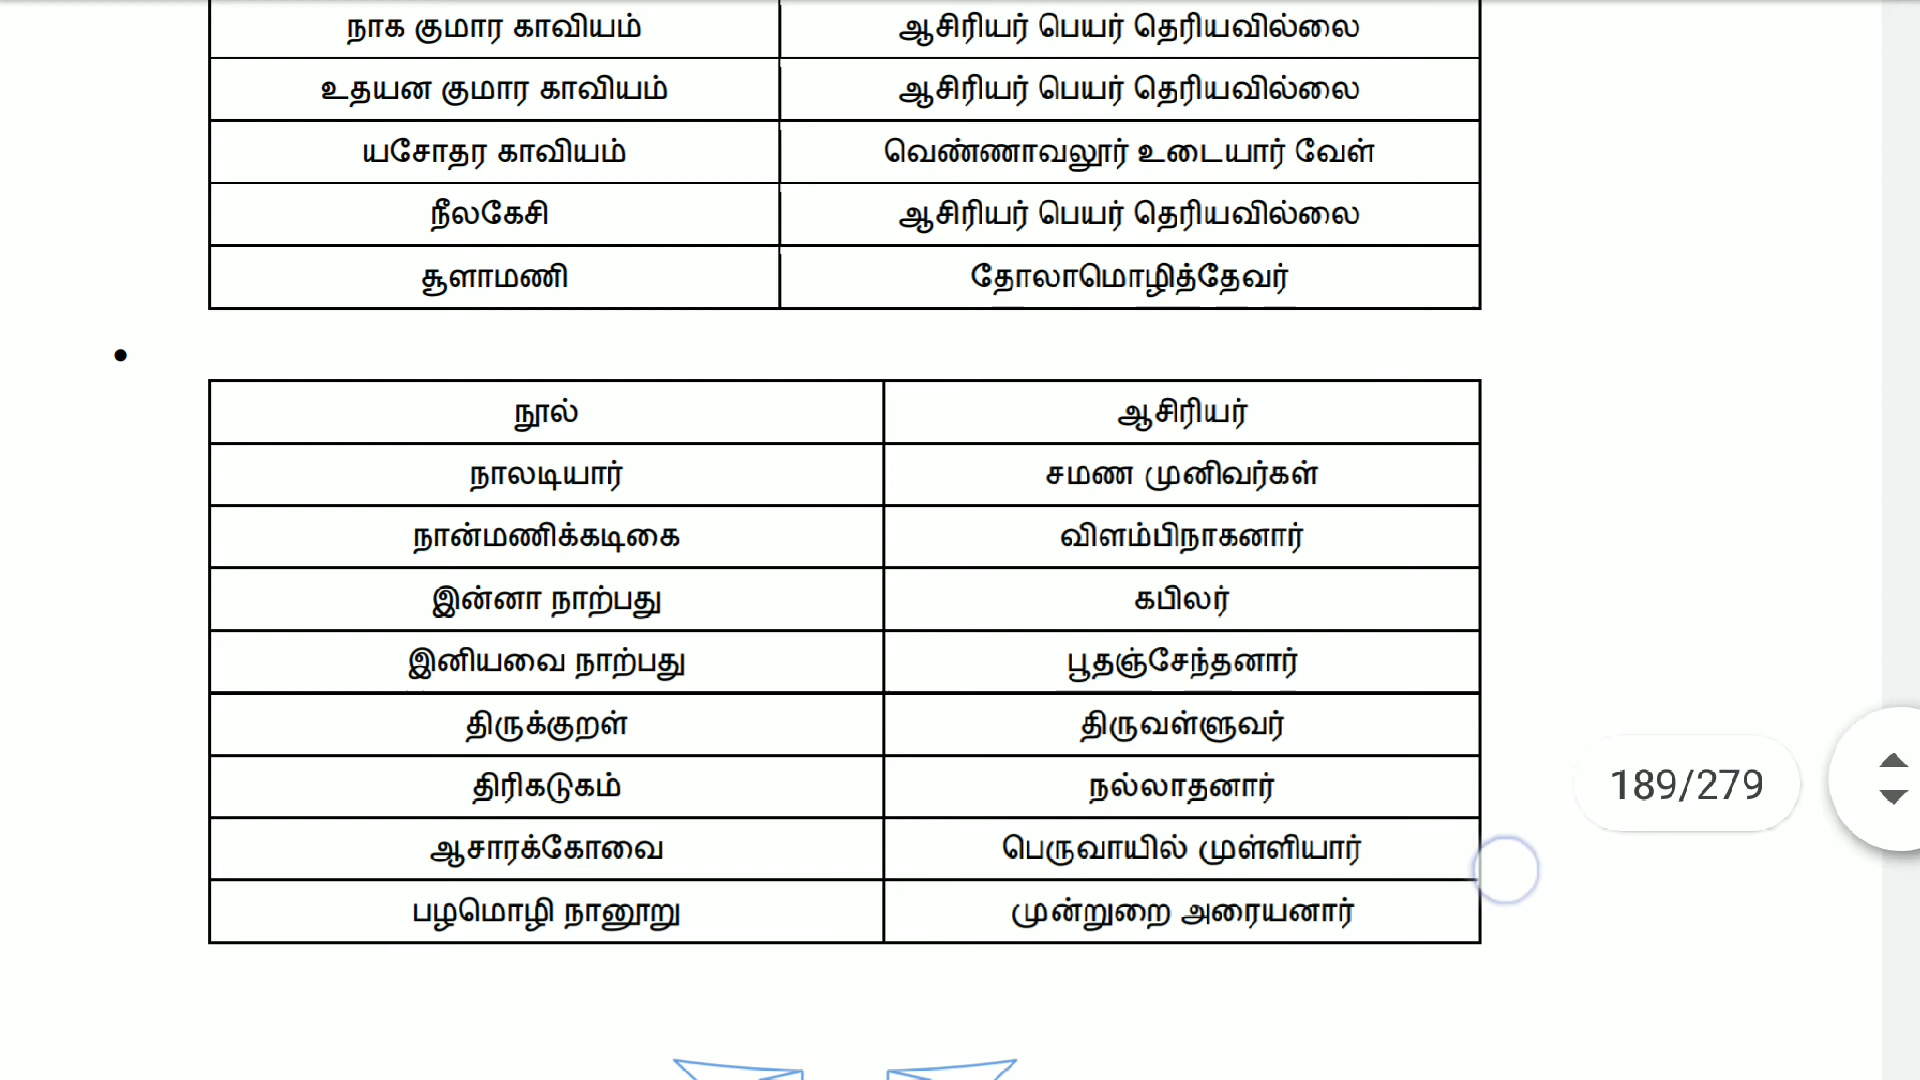 நாக குமார காவியம் ஆசிரியர் பெயர் தெரியவில்லை
உதயன குமார காவியம் ஆசிரியர் பெயர் தெரியவில்லை
யசோதர காவியம் வெண்ணாவலூர் உடையார் வேள்
நீலகேசி ஆசிரியர் பெயர் தெரியவில்லை
சூளாமணி தோலாமொழித்தேவர்
நூல் ஆசிரியர்
நாலடியார் சமண முனிவர்கள்
நான்மணிக்கடிகை விளம்பிநாகனார்
இன்னா நாற்பது கபிலர்
இனியவை நாற்பது பூதஞ்சேந்தனார்
திருக்குறள் திருவள்ளுவர்
திரிகடுகம் நல்லாதனார்
189/279
ஆசாரக்கோவை பெருவாயில் முள்ளியார்
பழமொழி நானூறு முன்றுறை அரையனார்